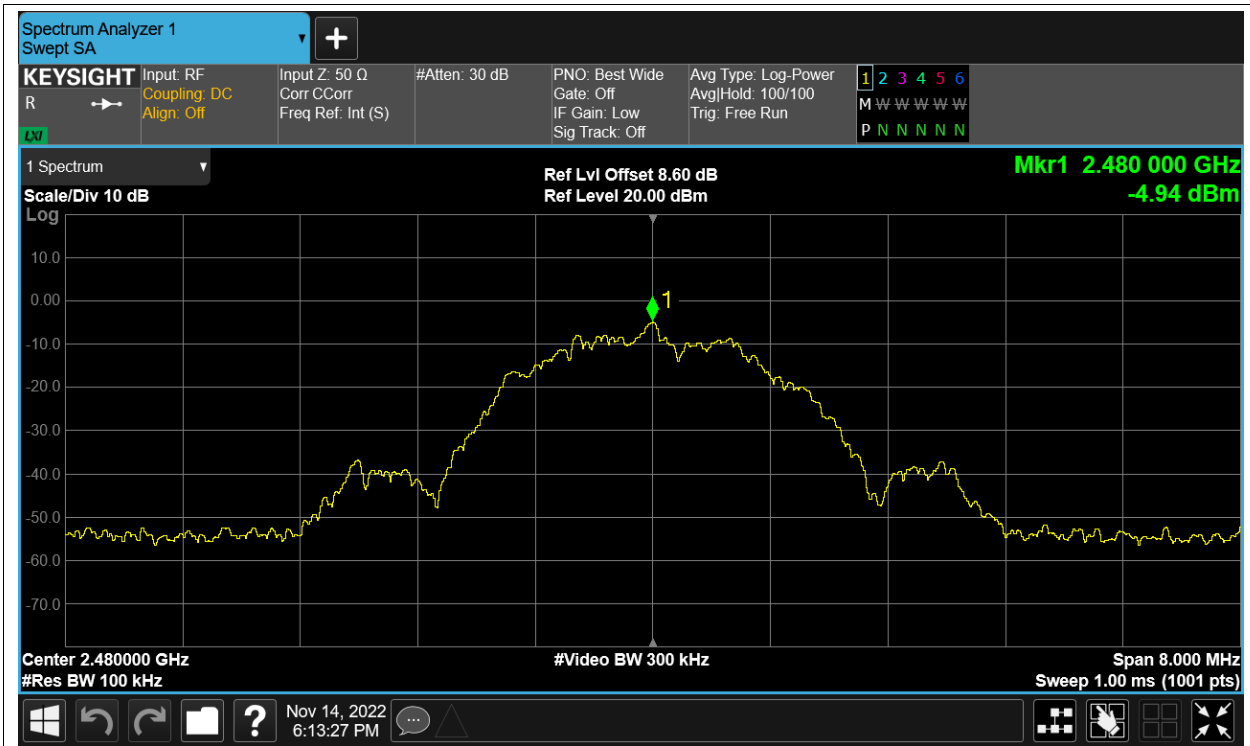 Spectrum Analyzer 1
Swept SA
KEYSIGHT Input: RF Input Z: 50 Ω #Atten: 30 dB PNO: Best Wide Avg Type: Log-Power 1 2 3 4 5 6
R Coupling: DC Corr CCorr Gate: Off Avg|Hold: 100/100 M W W W W W
Align: Off Freq Ref: Int (S) IF Gain: Low Trig: Free Run
LXI Sig Track: Off P N N N N N
1 Spectrum Ref Lvl Offset 8.60 dB Mkr1 2.480 000 GHz
Scale/Div 10 dB Ref Level 20.00 dBm -4.94 dBm
Log
10.0
0.00 1
-10.0
-20.0
-30.0
-40.0
-50.0
-60.0
-70.0
Center 2.480000 GHz #Video BW 300 kHz Span 8.000 MHz
#Res BW 100 kHz Sweep 1.00 ms (1001 pts)
? Nov 14, 2022
6:13:27 PM